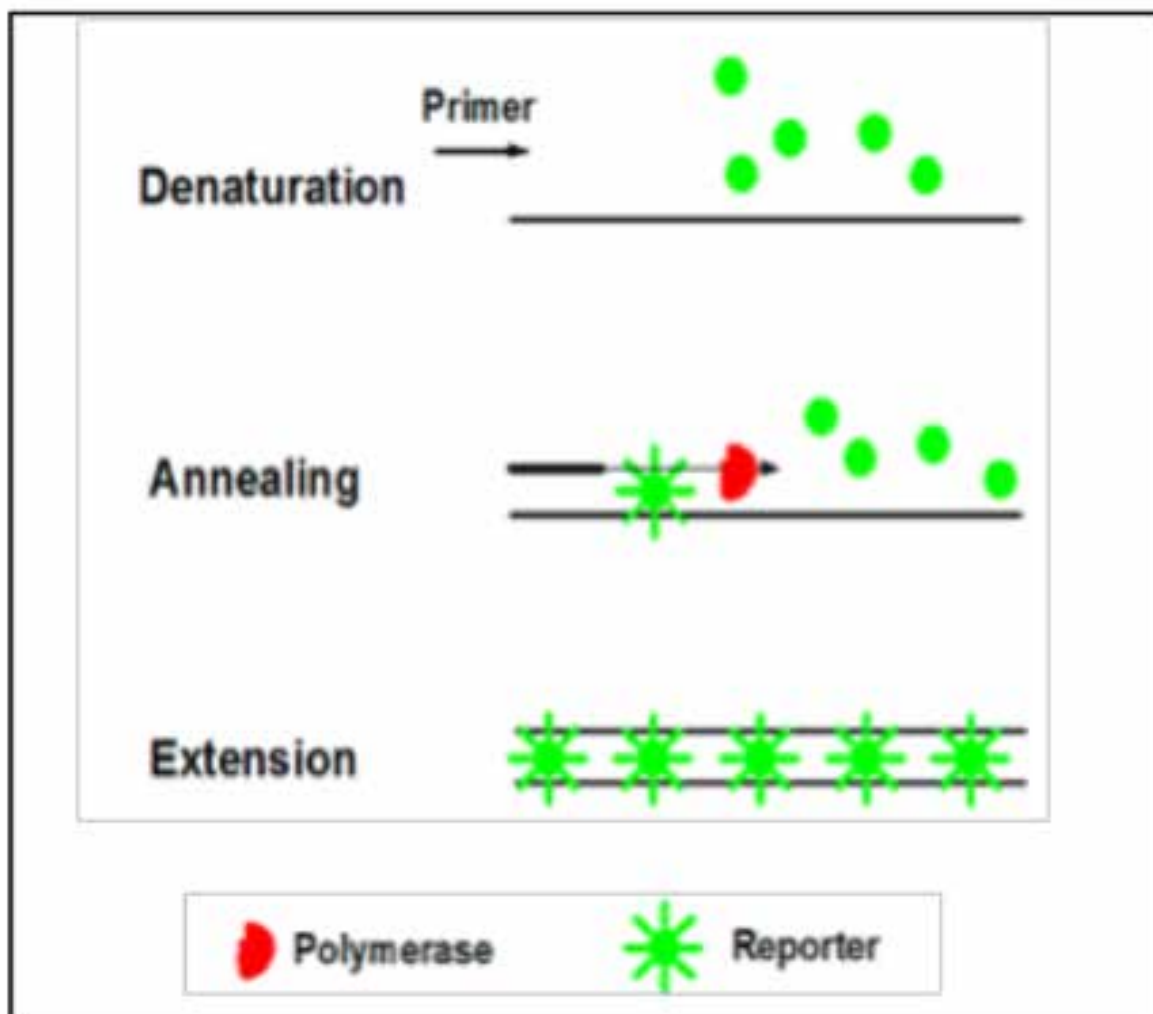 Primer
Denaturation
Annealing
Extension
Polymerase Reporter